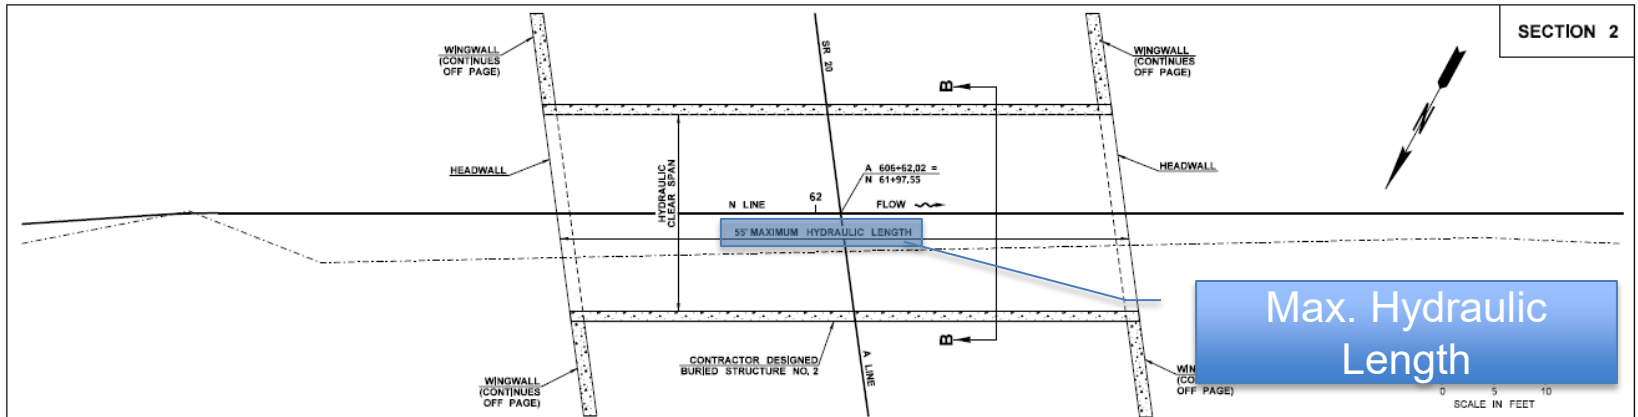 SECTION 2
WINGWALL
(CONTINUES
OFF PAGE)
SR 20
WINGWALL
(CONTINUES
OFF PAGE)
B
N
HEADWALL
HYDRAULIC
CLEAR SPAN
A 606+62.02 =
N 61+97.55
HEADWALL
N LINE
62
FLOW
55' MAXIMUM HYDRAULIC LENGTH
Max. Hydraulic
Length
B
CONTRACTOR DESIGNED
BURIED STRUCTURE NO. 2
A LINE
WINGWALL
(CONTINUES
OFF PAGE)
OFF PAGE)
0 5 10
SCALE IN FEET